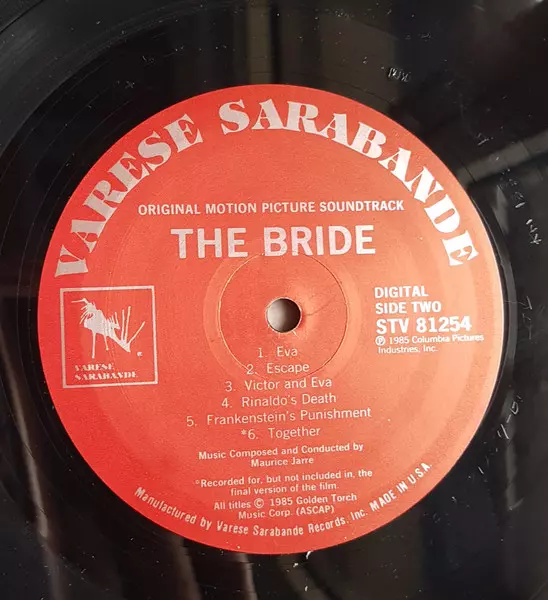 VARESE SARABANDE
ORIGINAL MOTION PICTURE SOUNDTRACK
THE BRIDE
DIGITAL
SIDE TWO
STV 81254
℗ 1985 Columbia Pictures
Industries, Inc.
VARESE
SARABANDE
1. Eva
2. Escape
3. Victor and Eva
4. Rinaldo's Death
5. Frankenstein's Punishment
*6. Together
Music Composed and Conducted by
Maurice Jarre
*Recorded for, but not included in, the
final version of the film.
All titles © 1985 Golden Torch
Music Corp. (ASCAP)
Manufactured by Varese Sarabande Records, Inc. MADE IN U.S.A.